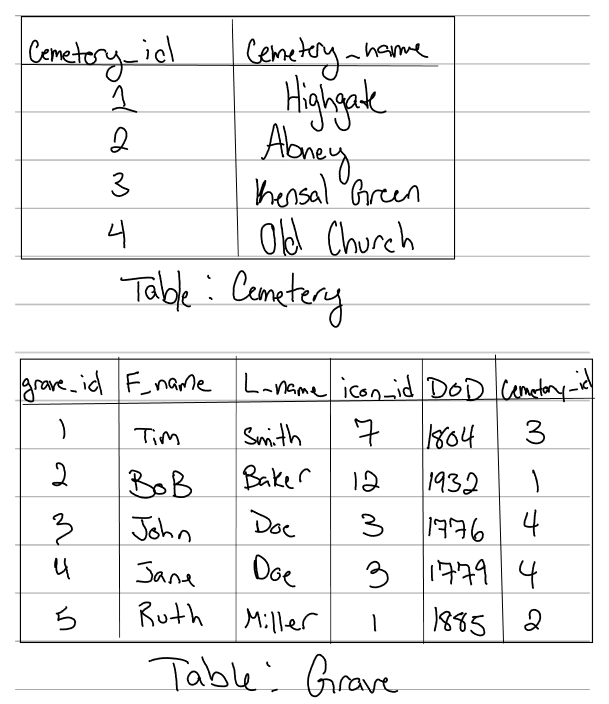 Cemetery_id Cemetery_name
1 Highgate
2 Abney
3 Kensal Green
4 Old Church
Table: Cemetery
grave_id F_name L_name icon_id DOD Cemetery_id
1 Tim Smith 7 1804 3
2 BoB Baker 12 1932 1
3 John Doe 3 1776 4
4 Jane Doe 3 1779 4
5 Ruth Miller 1 1885 2
Table: Grave